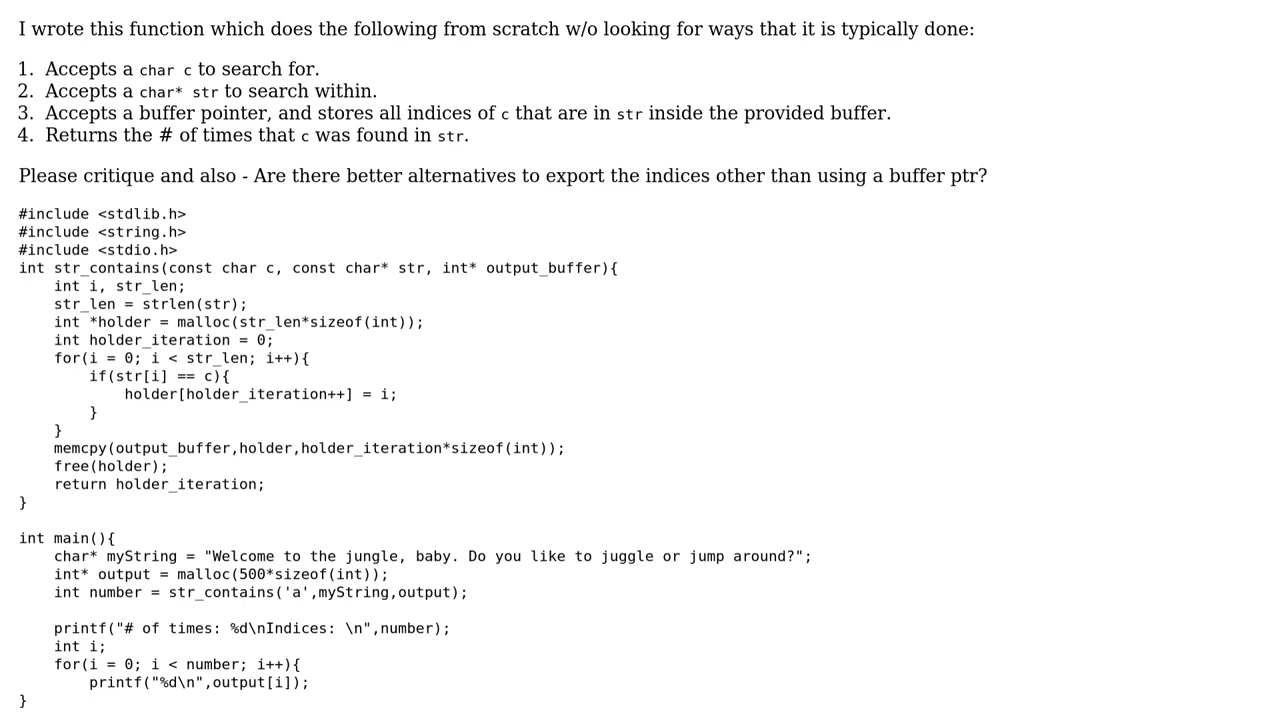 I wrote this function which does the following from scratch w/o looking for ways that it is typically done:
1. Accepts a char c to search for.
2. Accepts a char* str to search within.
3. Accepts a buffer pointer, and stores all indices of c that are in str inside the provided buffer.
4. Returns the # of times that c was found in str.
Please critique and also - Are there better alternatives to export the indices other than using a buffer ptr?
#include <stdlib.h>
#include <string.h>
#include <stdio.h>
int str_contains(const char c, const char* str, int* output_buffer){
    int i, str_len;
    str_len = strlen(str);
    int *holder = malloc(str_len*sizeof(int));
    int holder_iteration = 0;
    for(i = 0; i < str_len; i++){
        if(str[i] == c){
            holder[holder_iteration++] = i;
        }
    }
    memcpy(output_buffer,holder,holder_iteration*sizeof(int));
    free(holder);
    return holder_iteration;
}

int main(){
    char* myString = "Welcome to the jungle, baby. Do you like to juggle or jump around?";
    int* output = malloc(500*sizeof(int));
    int number = str_contains('a',myString,output);

    printf("# of times: %d\nIndices: \n",number);
    int i;
    for(i = 0; i < number; i++){
        printf("%d\n",output[i]);
}